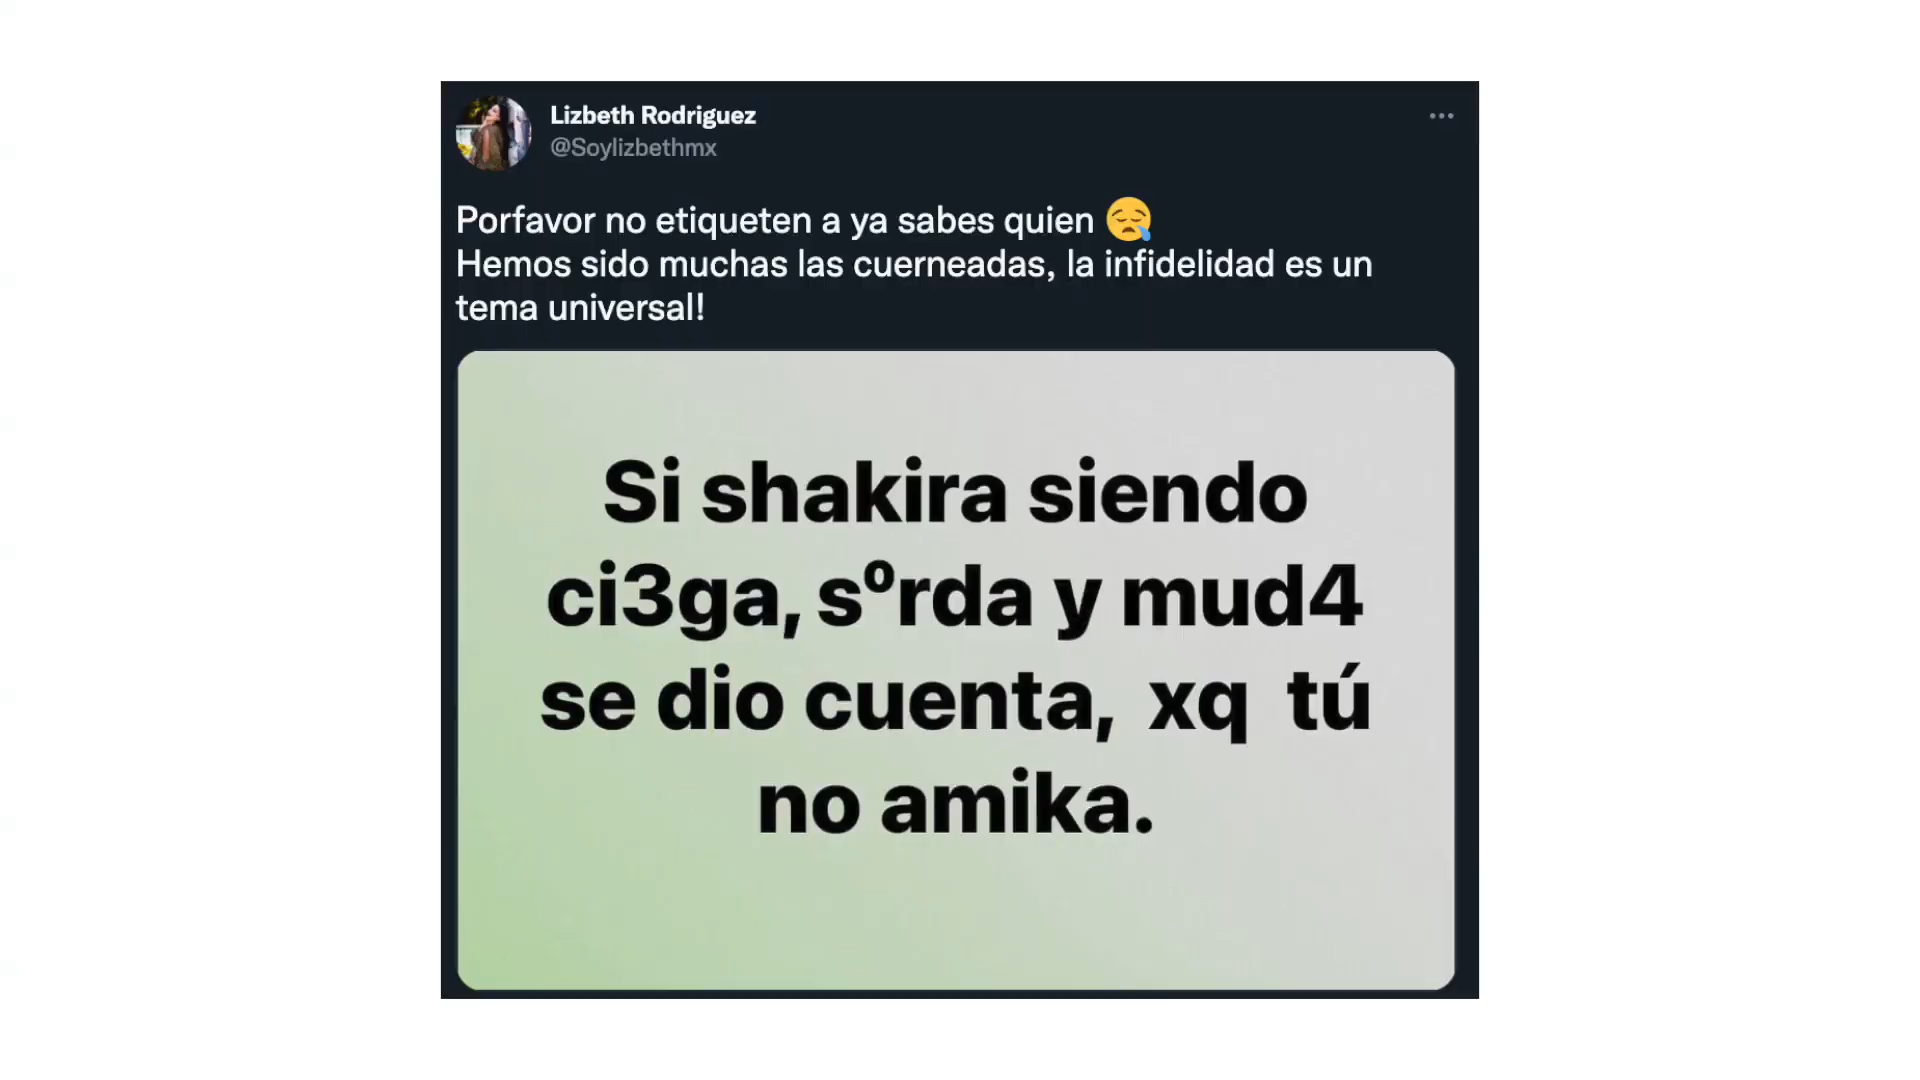 Lizbeth Rodriguez
@Soylizbethmx
Porfavor no etiqueten a ya sabes quien 😪
Hemos sido muchas las cuerneadas, la infidelidad es un
tema universal!
Si shakira siendo
ci3ga, sºrda y mud4
se dio cuenta, xq tú
no amika.